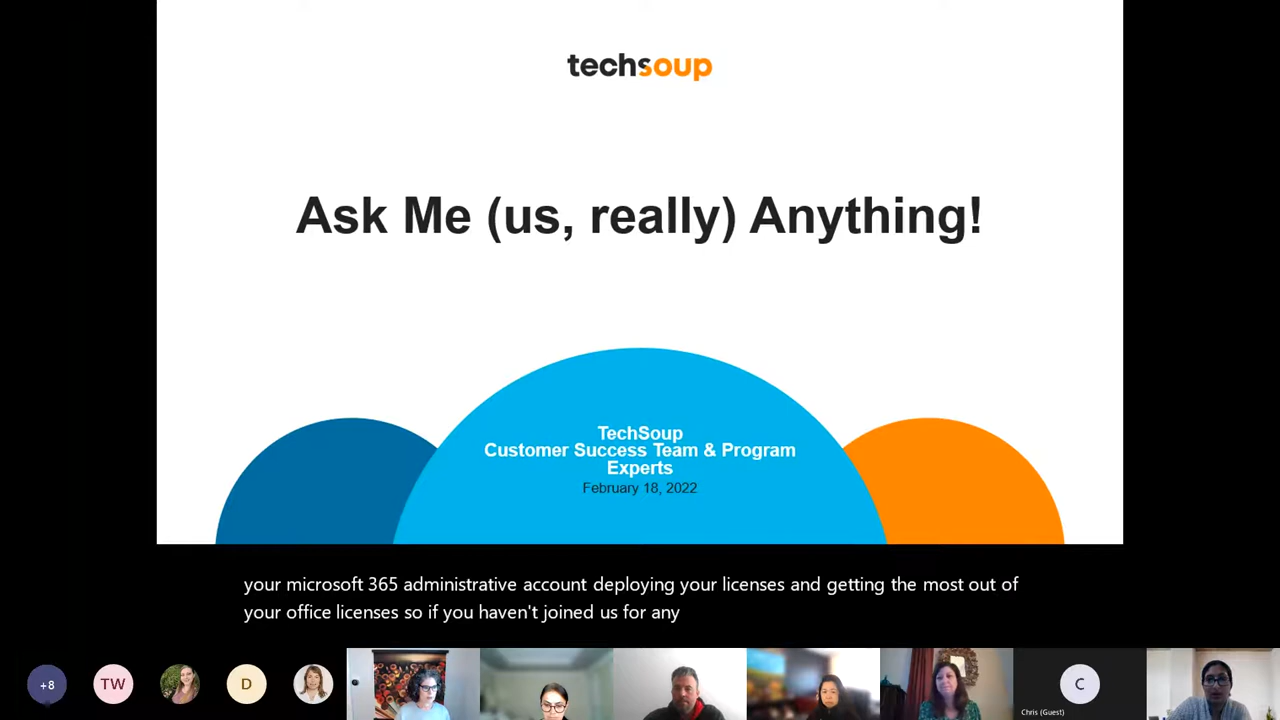 techsoup
Ask Me (us, really) Anything!
TechSoup
Customer Success Team & Program
Experts
February 18, 2022
your microsoft 365 administrative account deploying your licenses and getting the most out of
your office licenses so if you haven't joined us for any
+8
TW
D
C
Chris (Guest)